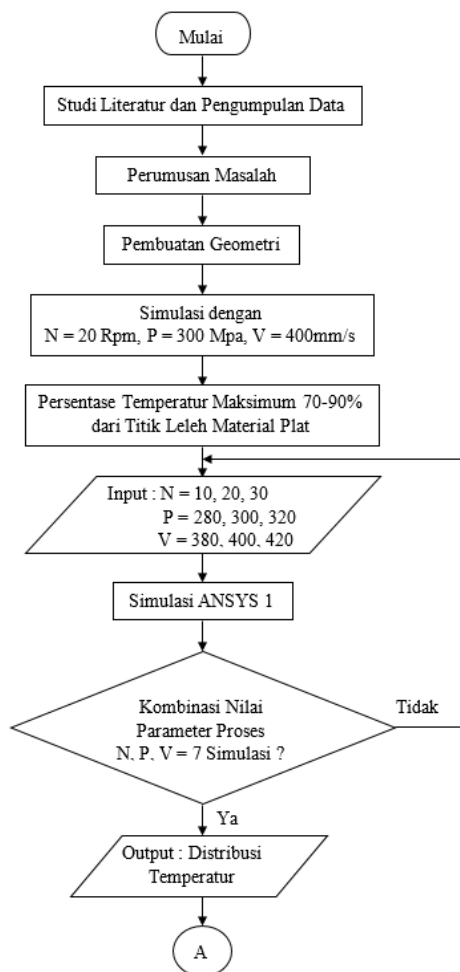 Mulai
Studi Literatur dan Pengumpulan Data
Perumusan Masalah
Pembuatan Geometri
Simulasi dengan
N = 20 Rpm, P = 300 Mpa, V = 400mm/s
Persentase Temperatur Maksimum 70-90%
dari Titik Leleh Material Plat
Input : N = 10, 20, 30
P = 280, 300, 320
V = 380, 400, 420
Simulasi ANSYS 1
Kombinasi Nilai
Parameter Proses
N, P, V = 7 Simulasi ?
Tidak
Ya
Output : Distribusi
Temperatur
A